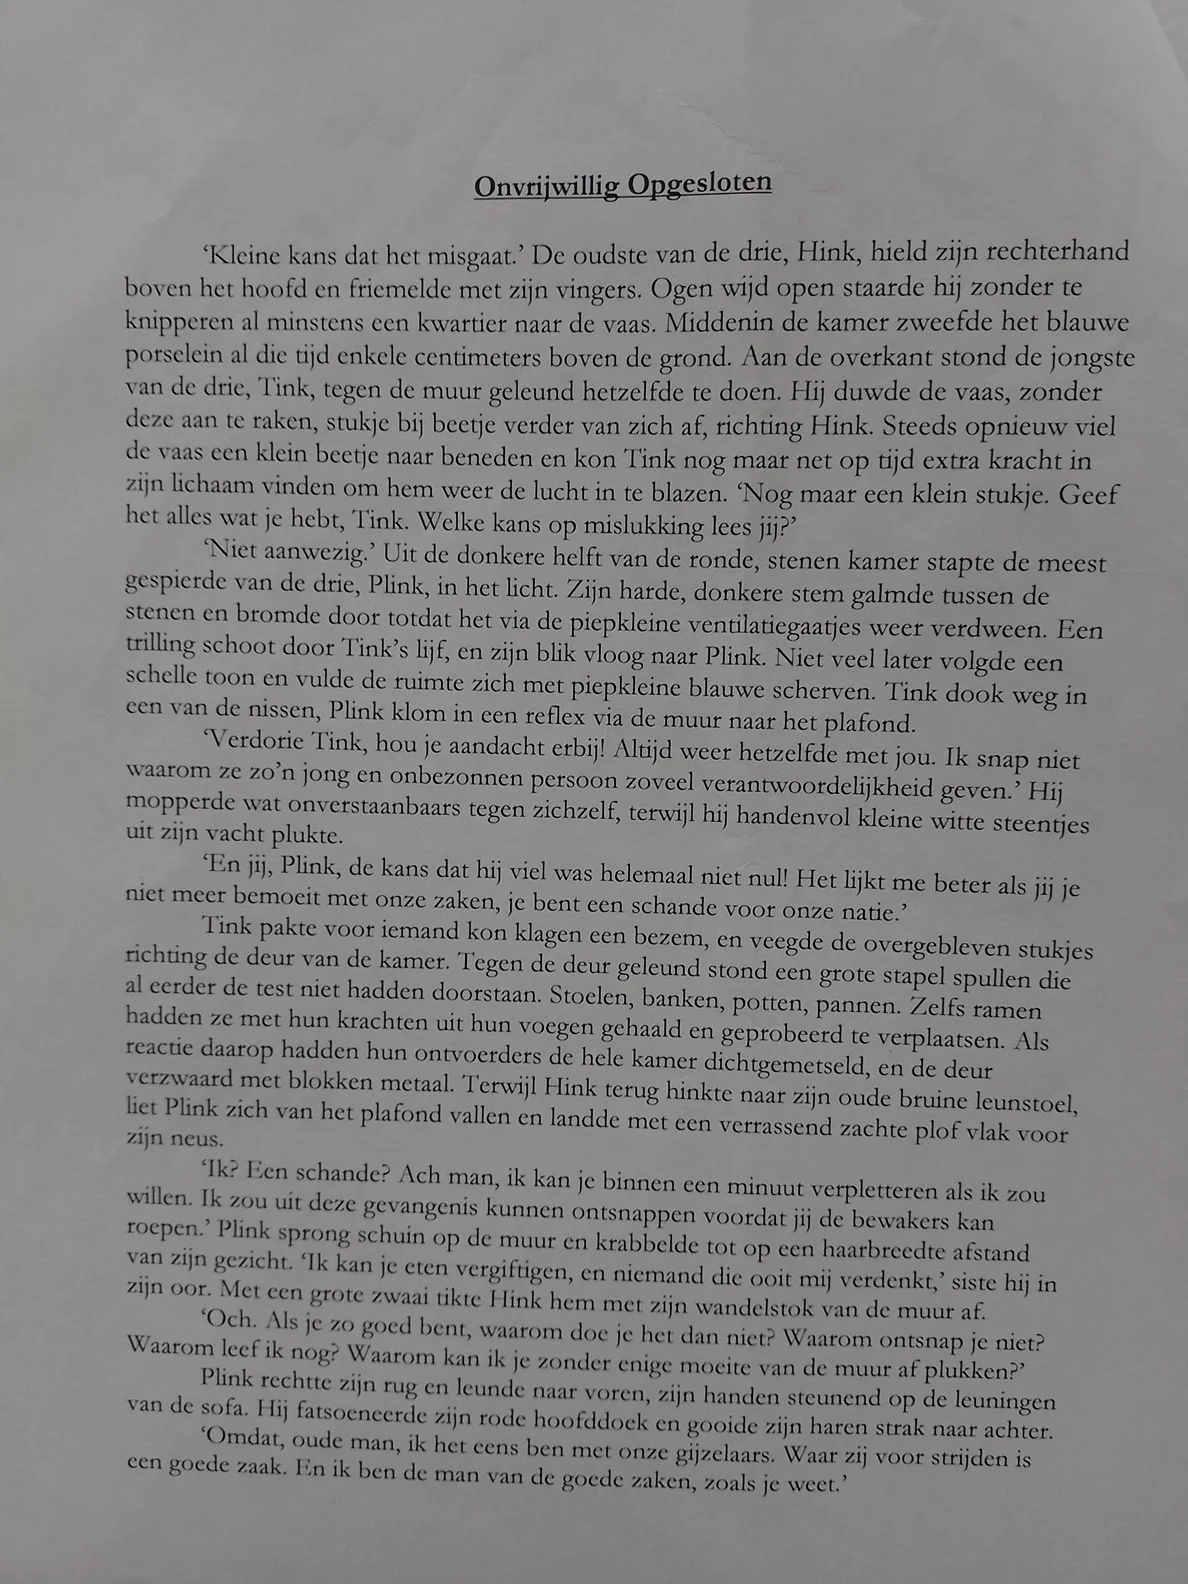 Onvrijwillig Opgesloten
‘Kleine kans dat het misgaat.’ De oudste van de drie, Hink, hield zijn rechterhand
boven het hoofd en friemelde met zijn vingers. Ogen wijd open staarde hij zonder te
knipperen al minstens een kwartier naar de vaas. Middenin de kamer zweefde het blauwe
porselein al die tijd enkele centimeters boven de grond. Aan de overkant stond de jongste
van de drie, Tink, tegen de muur geleund hetzelfde te doen. Hij duwde de vaas, zonder
deze aan te raken, stukje bij beetje verder van zich af, richting Hink. Steeds opnieuw viel
de vaas een klein beetje naar beneden en kon Tink nog maar net op tijd extra kracht in
zijn lichaam vinden om hem weer de lucht in te blazen. ‘Nog maar een klein stukje. Geef
het alles wat je hebt, Tink. Welke kans op mislukking lees jij?’
‘Niet aanwezig.’ Uit de donkere helft van de ronde, stenen kamer stapte de meest
gespierde van de drie, Plink, in het licht. Zijn harde, donkere stem galmde tussen de
stenen en bromde door totdat het via de piepkleine ventilatiegaatjes weer verdween. Een
trilling schoot door Tink’s lijf, en zijn blik vloog naar Plink. Niet veel later volgde een
schelle toon en vulde de ruimte zich met piepkleine blauwe scherven. Tink dook weg in
een van de nissen, Plink klom in een reflex via de muur naar het plafond.
‘Verdorie Tink, hou je aandacht erbij! Altijd weer hetzelfde met jou. Ik snap niet
waarom ze zo’n jong en onbezonnen persoon zoveel verantwoordelijkheid geven.’ Hij
mopperde wat onverstaanbaars tegen zichzelf, terwijl hij handenvol kleine witte steentjes
uit zijn vacht plukte.
‘En jij, Plink, de kans dat hij viel was helemaal niet nul! Het lijkt me beter als jij je
niet meer bemoeit met onze zaken, je bent een schande voor onze natie.’
Tink pakte voor iemand kon klagen een bezem, en veegde de overgebleven stukjes
richting de deur van de kamer. Tegen de deur geleund stond een grote stapel spullen die
al eerder de test niet hadden doorstaan. Stoelen, banken, potten, pannen. Zelfs ramen
hadden ze met hun krachten uit hun voegen gehaald en geprobeerd te verplaatsen. Als
reactie daarop hadden hun ontvoerders de hele kamer dichtgemetseld, en de deur
verzwaard met blokken metaal. Terwijl Hink terug hinkte naar zijn oude bruine leunstoel,
liet Plink zich van het plafond vallen en landde met een verrassend zachte plof vlak voor
zijn neus.
‘Ik? Een schande? Ach man, ik kan je binnen een minuut verpletteren als ik zou
willen. Ik zou uit deze gevangenis kunnen ontsnappen voordat jij de bewakers kan
roepen.’ Plink sprong schuin op de muur en krabbelde tot op een haarbreedte afstand
van zijn gezicht. ‘Ik kan je eten vergiftigen, en niemand die ooit mij verdenkt,’ siste hij in
zijn oor. Met een grote zwaai tikte Hink hem met zijn wandelstok van de muur af.
‘Och. Als je zo goed bent, waarom doe je het dan niet? Waarom ontsnap je niet?
Waarom leef ik nog? Waarom kan ik je zonder enige moeite van de muur af plukken?’
Plink rechtte zijn rug en leunde naar voren, zijn handen steunend op de leuningen
van de sofa. Hij fatsoeneerde zijn rode hoofddoek en gooide zijn haren strak naar achter.
‘Omdat, oude man, ik het eens ben met onze gijzelaars. Waar zij voor strijden is
een goede zaak. En ik ben de man van de goede zaken, zoals je weet.’